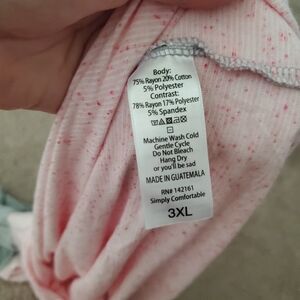 Body:
75% Rayon 20% Cotton
5% Polyester
Contrast:
78% Rayon 17% Polyester
5% Spandex
Machine Wash Cold
Gentle Cycle
Do Not Bleach
Hang Dry
or you'll be sad
MADE IN GUATEMALA
RN# 142161
Simply Comfortable
3XL